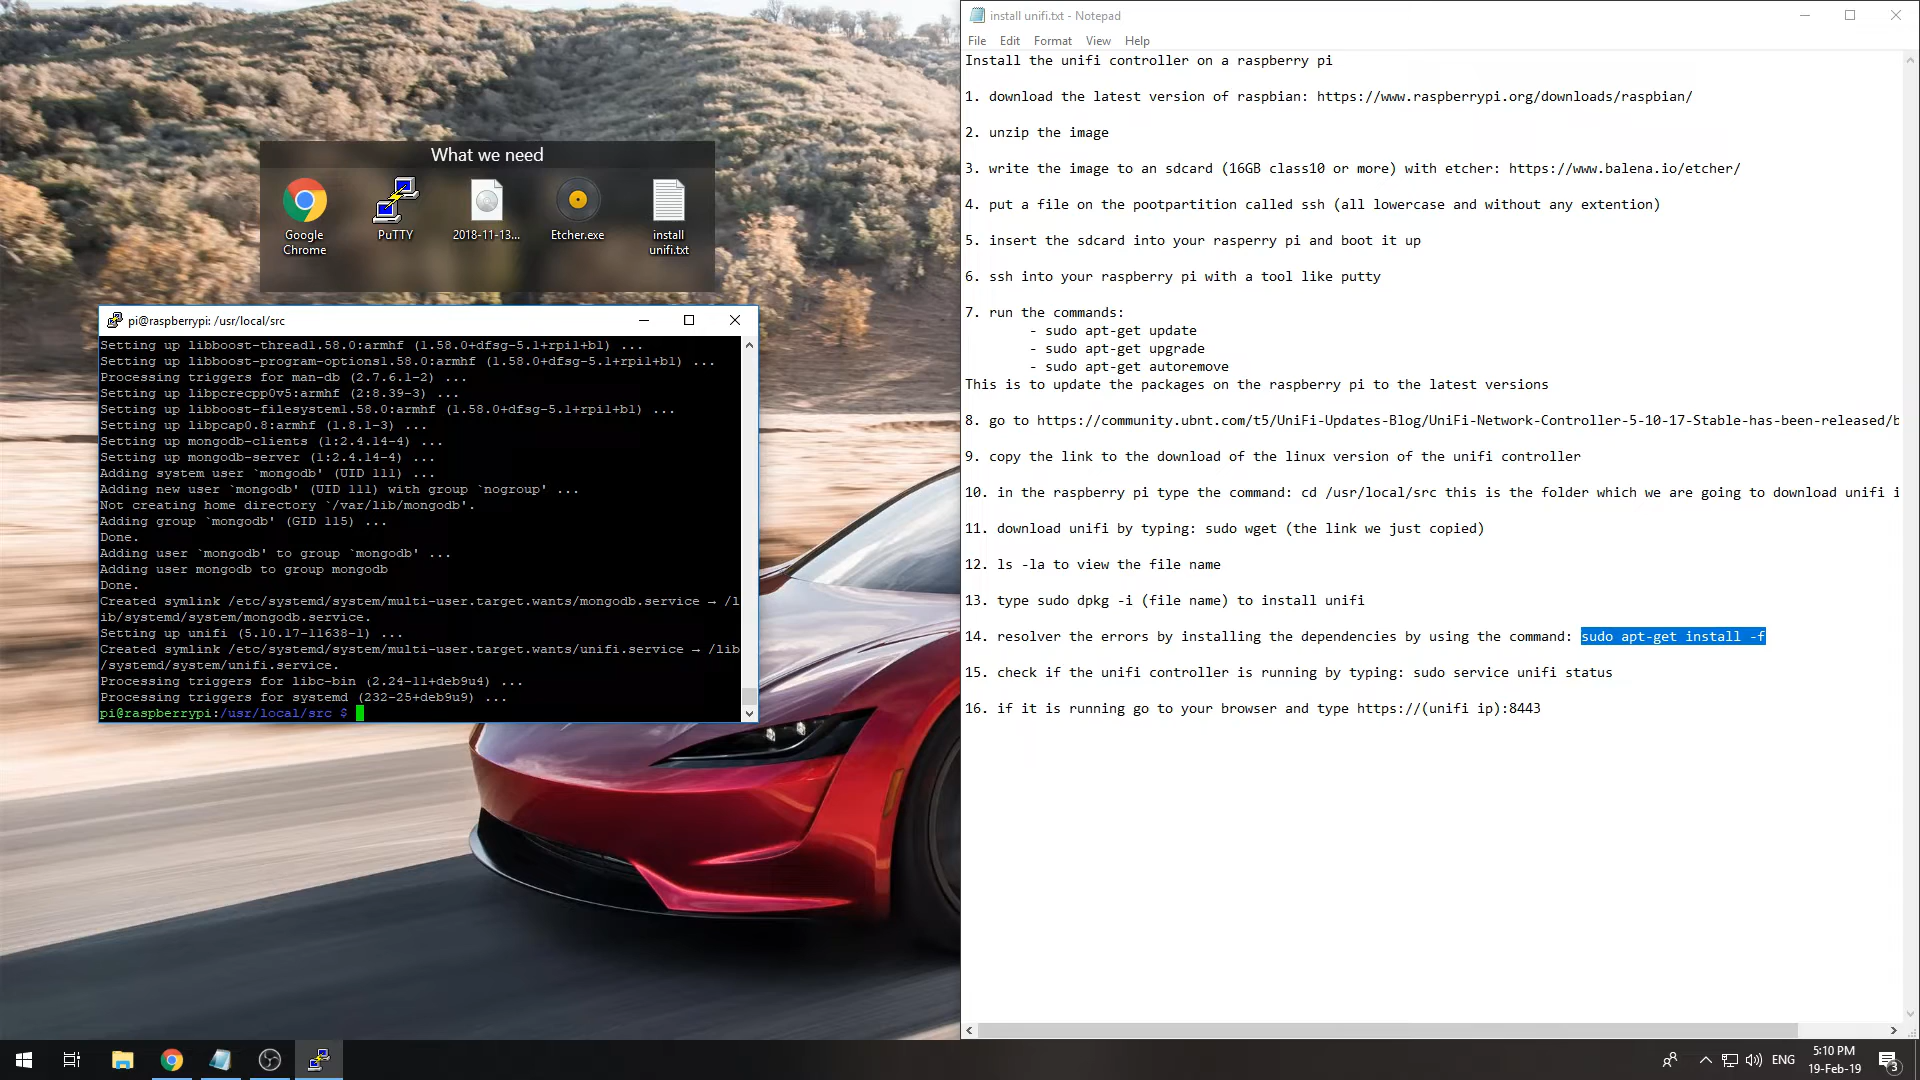 What we need
Google Chrome
PuTTY
2018-11-13...
Etcher.exe
install unifi.txt
pi@raspberrypi: /usr/local/src
Setting up libboost-thread1.58.0:armhf (1.58.0+dfsg-5.1+rpi1+b1) ...
Setting up libboost-program-options1.58.0:armhf (1.58.0+dfsg-5.1+rpi1+b1) ...
Processing triggers for man-db (2.7.6.1-2) ...
Setting up libpcrecpp0v5:armhf (2:8.39-3) ...
Setting up libboost-filesystem1.58.0:armhf (1.58.0+dfsg-5.1+rpi1+b1) ...
Setting up libpcap0.8:armhf (1.8.1-3) ...
Setting up mongodb-clients (1:2.4.14-4) ...
Setting up mongodb-server (1:2.4.14-4) ...
Adding system user `mongodb' (UID 111) ...
Adding new user `mongodb' (UID 111) with group `nogroup' ...
Not creating home directory `/var/lib/mongodb'.
Adding group `mongodb' (GID 115) ...
Done.
Adding user `mongodb' to group `mongodb' ...
Adding user mongodb to group mongodb
Done.
Created symlink /etc/systemd/system/multi-user.target.wants/mongodb.service → /l
ib/systemd/system/mongodb.service.
Setting up unifi (5.10.17-11638-1) ...
Created symlink /etc/systemd/system/multi-user.target.wants/unifi.service → /lib
/systemd/system/unifi.service.
Processing triggers for libc-bin (2.24-11+deb9u4) ...
Processing triggers for systemd (232-25+deb9u9) ...
pi@raspberrypi:/usr/local/src $
install unifi.txt - Notepad
File Edit Format View Help
Install the unifi controller on a raspberry pi
1. download the latest version of raspbian: https://www.raspberrypi.org/downloads/raspbian/
2. unzip the image
3. write the image to an sdcard (16GB class10 or more) with etcher: https://www.balena.io/etcher/
4. put a file on the pootpartition called ssh (all lowercase and without any extention)
5. insert the sdcard into your rasperry pi and boot it up
6. ssh into your raspberry pi with a tool like putty
7. run the commands:
- sudo apt-get update
- sudo apt-get upgrade
- sudo apt-get autoremove
This is to update the packages on the raspberry pi to the latest versions
8. go to https://community.ubnt.com/t5/UniFi-Updates-Blog/UniFi-Network-Controller-5-10-17-Stable-has-been-released/b
9. copy the link to the download of the linux version of the unifi controller
10. in the raspberry pi type the command: cd /usr/local/src this is the folder which we are going to download unifi i
11. download unifi by typing: sudo wget (the link we just copied)
12. ls -la to view the file name
13. type sudo dpkg -i (file name) to install unifi
14. resolver the errors by installing the dependencies by using the command: sudo apt-get install -f
15. check if the unifi controller is running by typing: sudo service unifi status
16. if it is running go to your browser and type https://(unifi ip):8443
ENG
5:10 PM
19-Feb-19
3